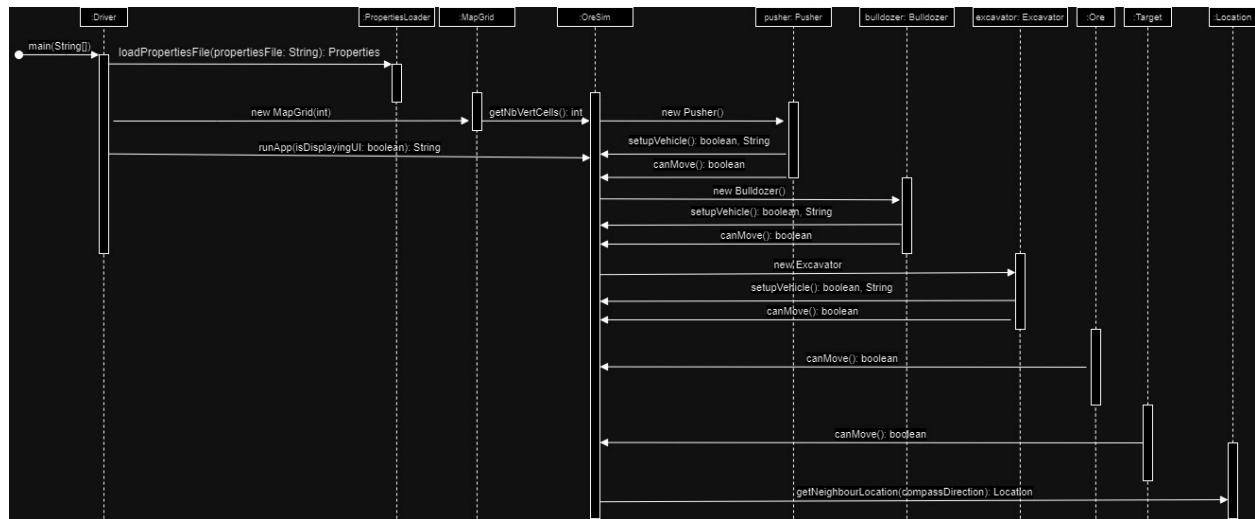 :Driver
:PropertiesLoader
:MapGrid
:OreSim
pusher: Pusher
bulldozer: Bulldozer
excavator: Excavator
:Ore
:Target
:Location
main(String[])
loadPropertiesFile(propertiesFile: String): Properties
new MapGrid(int)
getNbVertCells(): int
new Pusher()
setupVehicle(): boolean, String
runApp(isDisplayingUI: boolean): String
canMove(): boolean
new Bulldozer()
setupVehicle(): boolean, String
canMove(): boolean
new Excavator
setupVehicle(): boolean, String
canMove(): boolean
canMove(): boolean
canMove(): boolean
getNeighbourLocation(compassDirection): Location